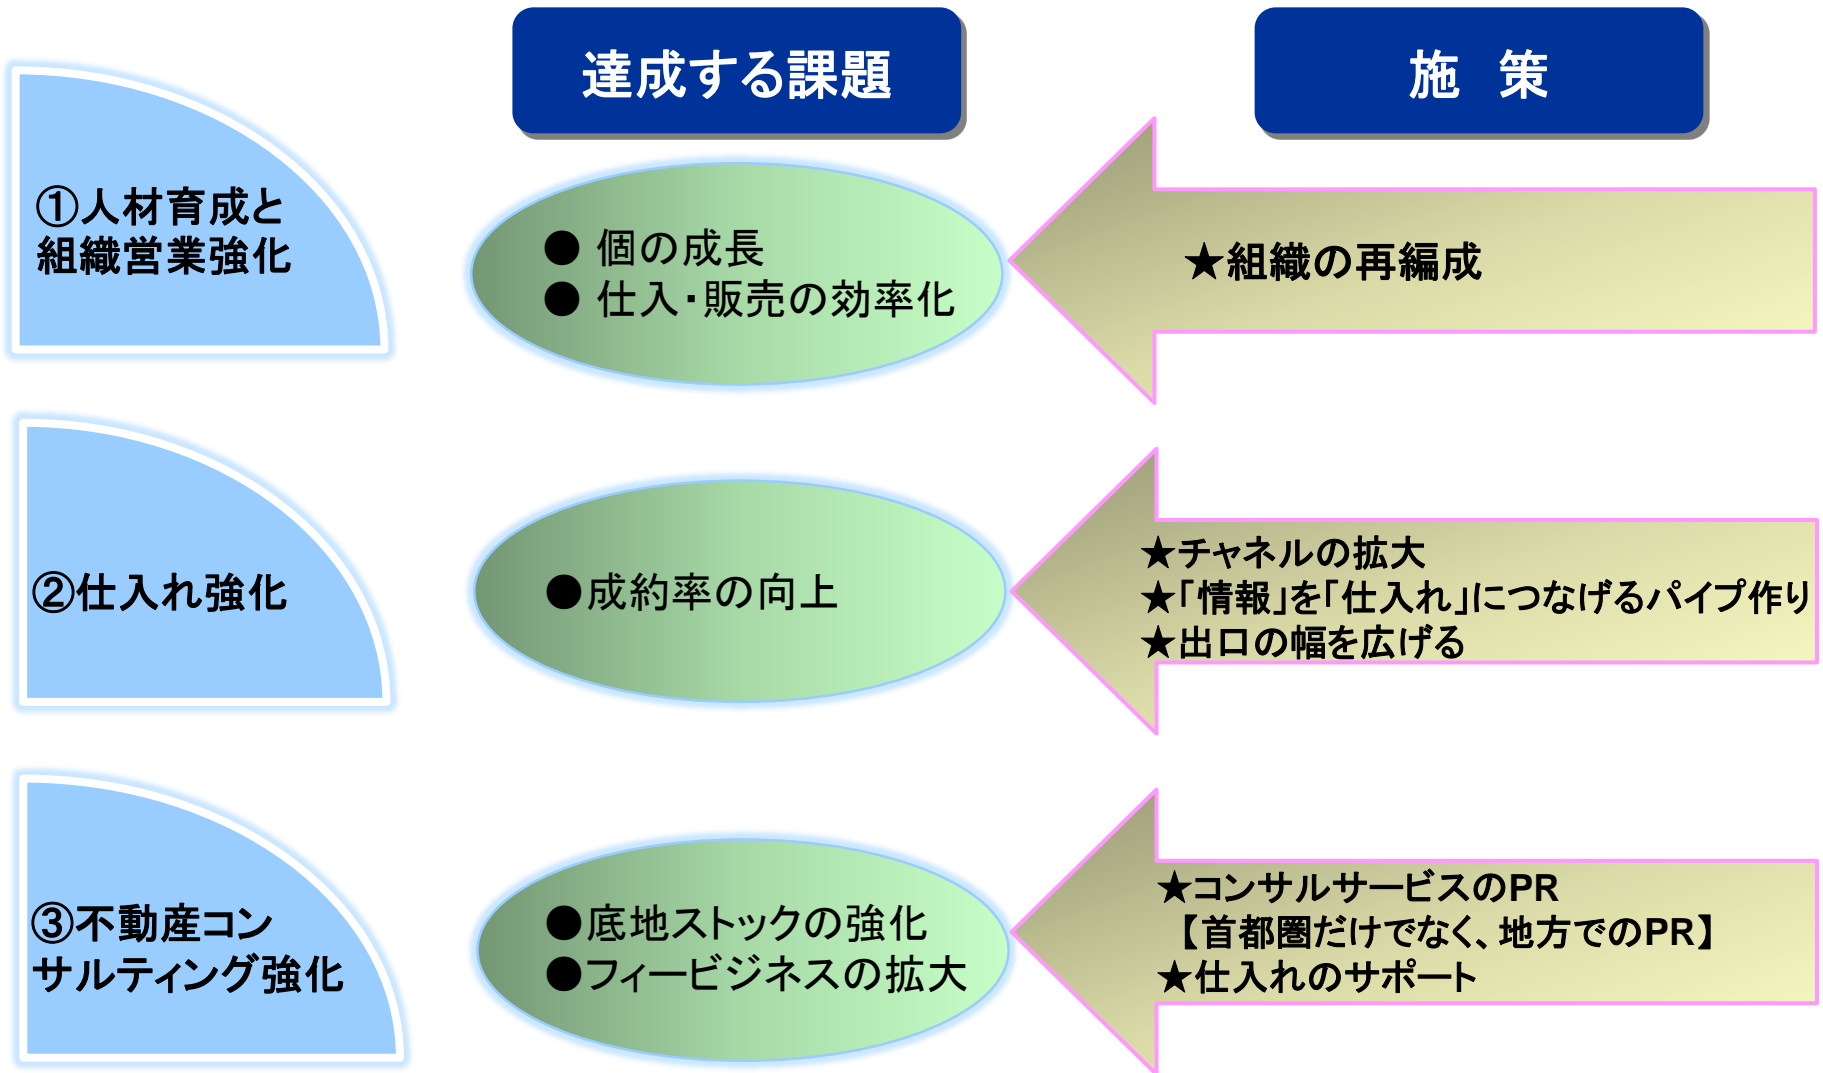 達成する課題
施　策
①人材育成と
組織営業強化
● 個の成長
● 仕入・販売の効率化
★組織の再編成
②仕入れ強化
●成約率の向上
★チャネルの拡大
★「情報」を「仕入れ」につなげるパイプ作り
★出口の幅を広げる
③不動産コン
サルティング強化
●底地ストックの強化
●フィービジネスの拡大
★コンサルサービスのPR
【首都圏だけでなく、地方でのPR】
★仕入れのサポート